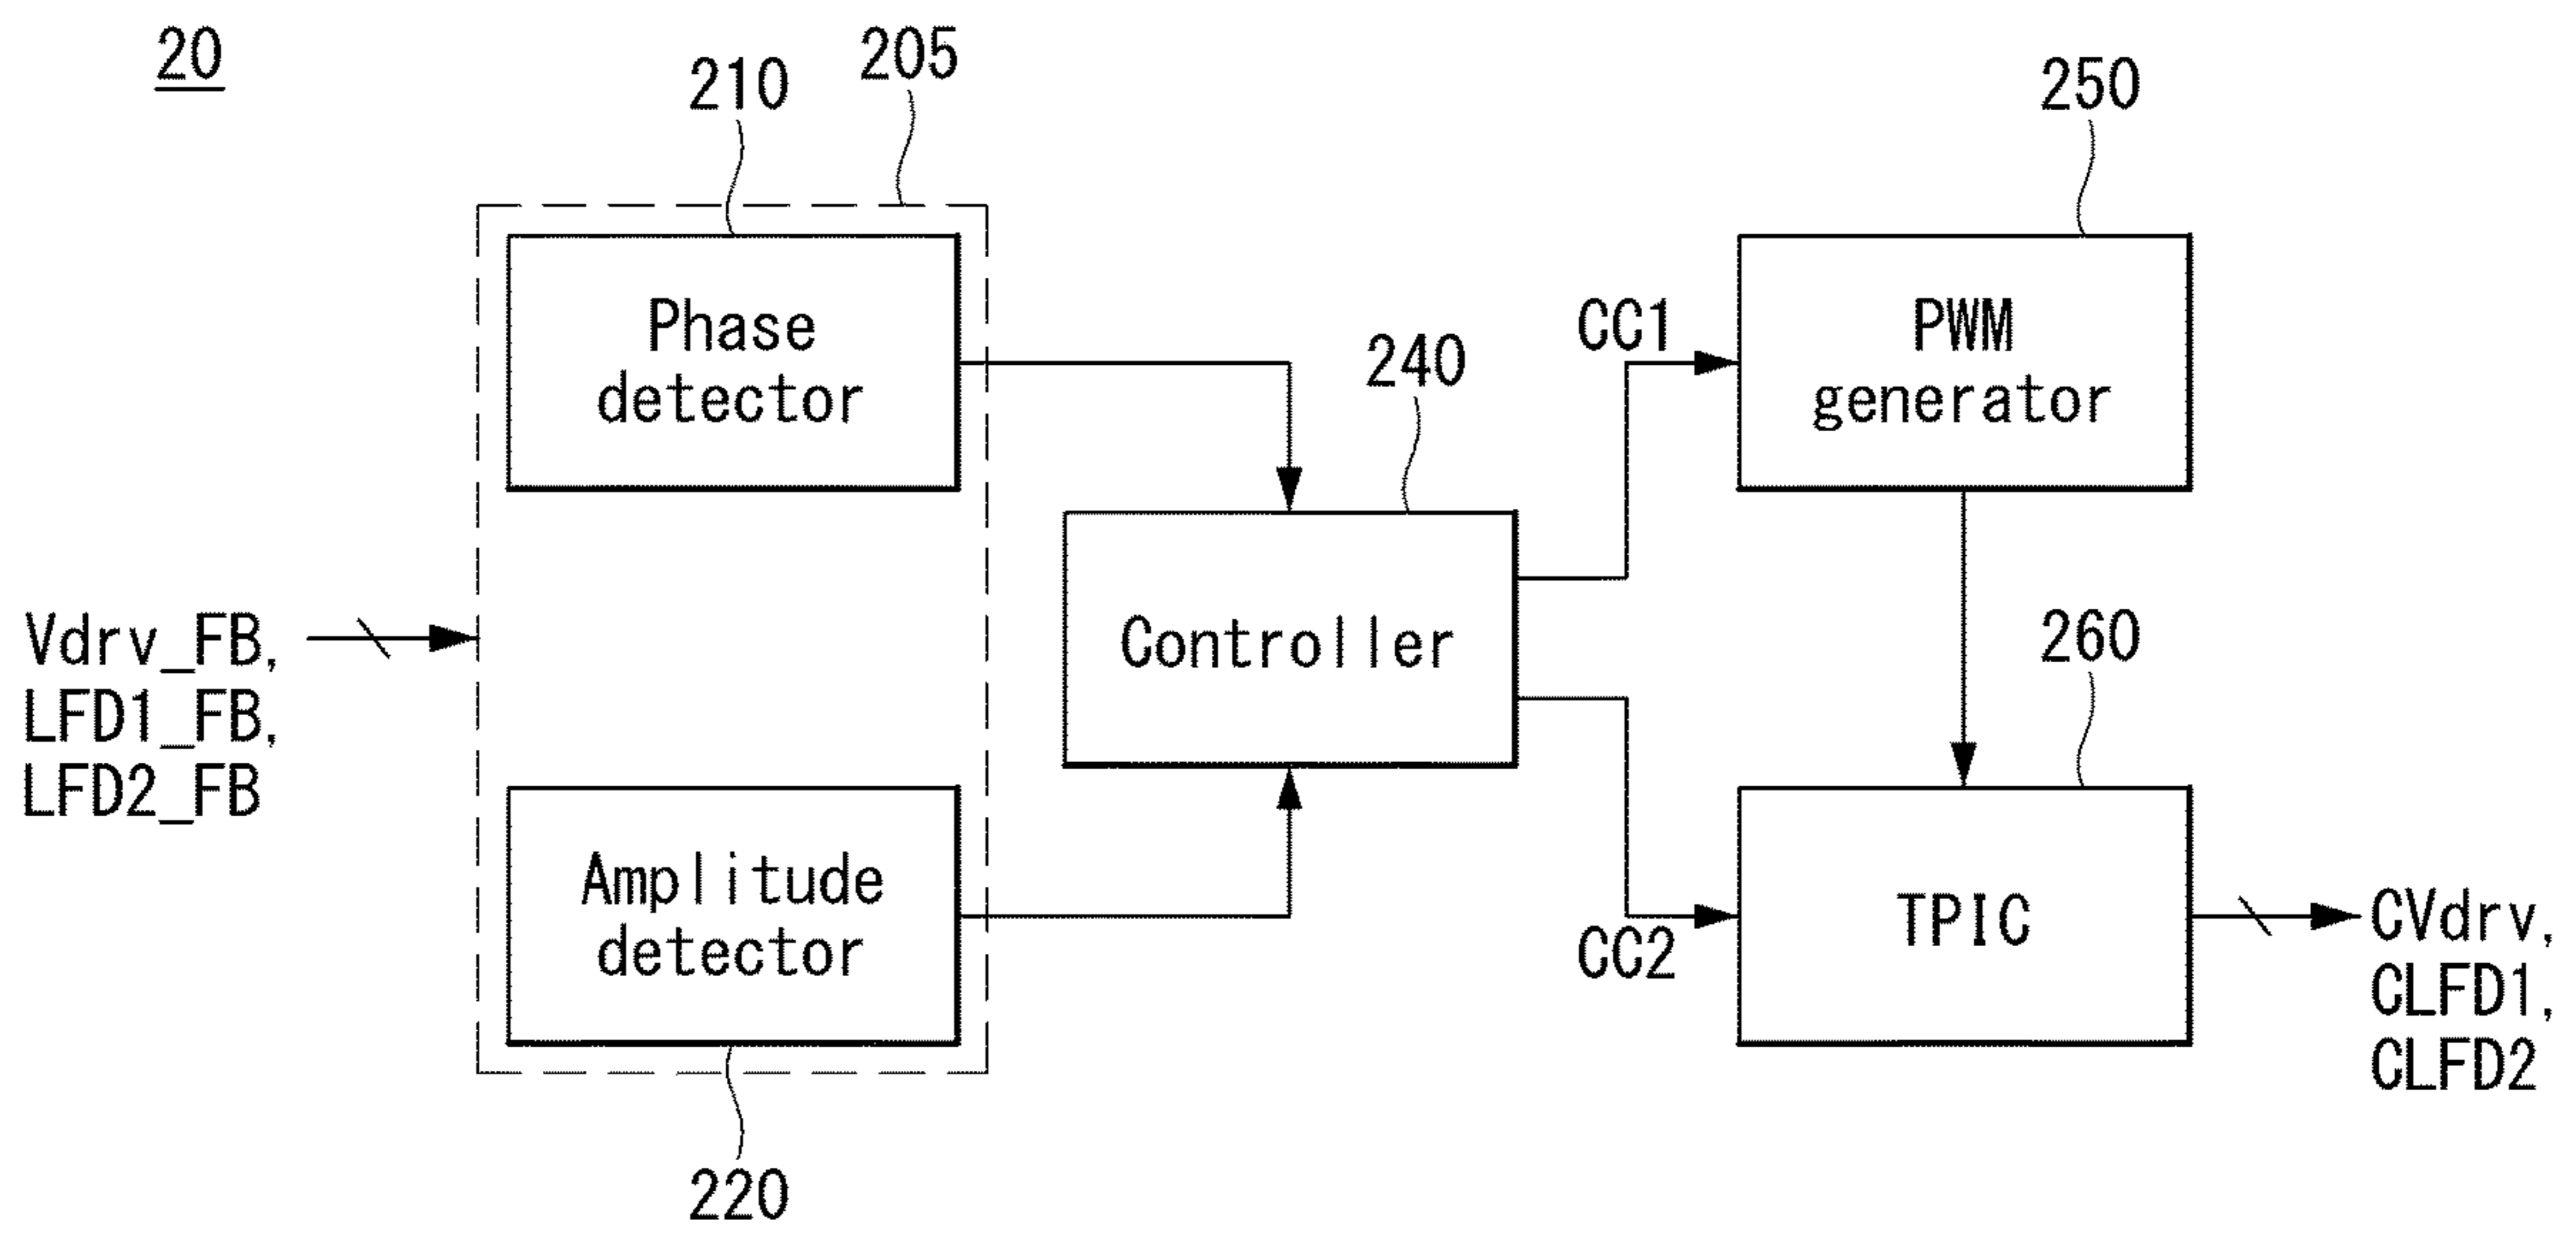 20
205
210
250
Phase
detector
240
CC1
PWM
generator
Controller
260
Vdrv_FB,
LFD1_FB,
LFD2_FB
Amplitude
detector
CC2
TPIC
CVdrv,
CLFD1,
CLFD2
220